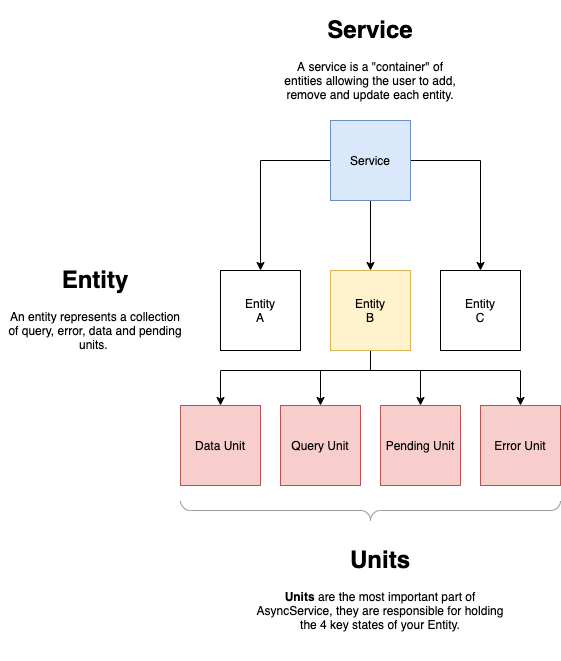 Service
A service is a "container" of
entities allowing the user to add,
remove and update each entity.
Service
Entity
An entity represents a collection
of query, error, data and pending
units.
Entity
A
Entity
B
Entity
C
Data Unit
Query Unit
Pending Unit
Error Unit
Units
Units are the most important part of
AsyncService, they are responsible for holding
the 4 key states of your Entity.